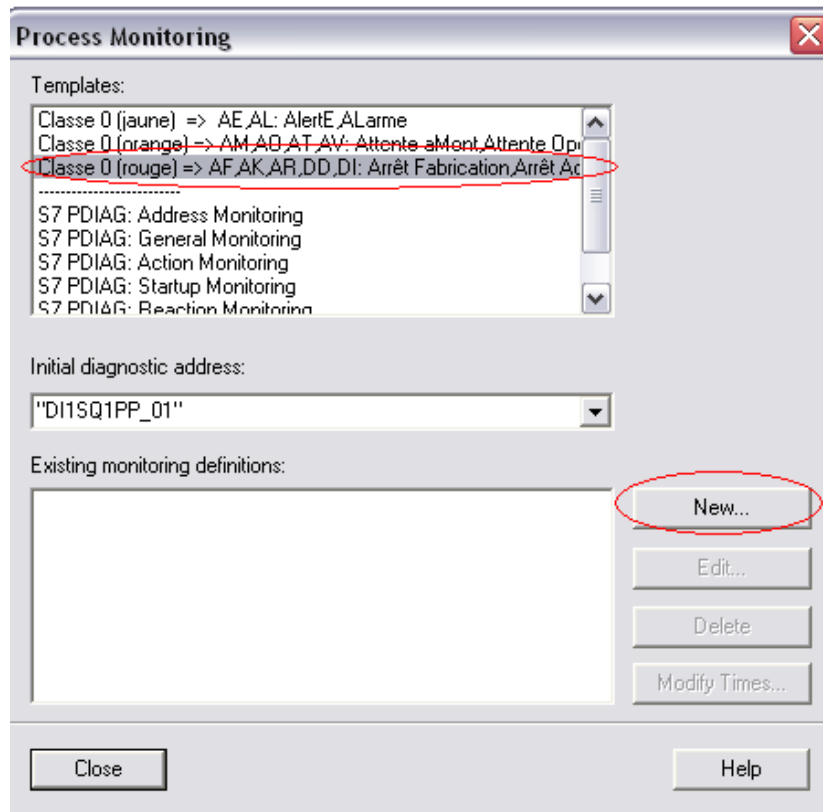 Process Monitoring
Templates:
Classe 0 (jaune) => AE,AL: AlertE,ALarme
Classe 0 (orange) => AM,AO,AT,AV: Attente aMont,Attente Op
Classe 0 (rouge) => AF,AK,AR,DD,DI: Arrêt Fabrication,Arrêt Ac
------------------------
S7 PDIAG: Address Monitoring
S7 PDIAG: General Monitoring
S7 PDIAG: Action Monitoring
S7 PDIAG: Startup Monitoring
S7 PDIAG: Reaction Monitoring
Initial diagnostic address:
"DI1SQ1PP_01"
Existing monitoring definitions:
New...
Edit...
Delete
Modify Times...
Close
Help